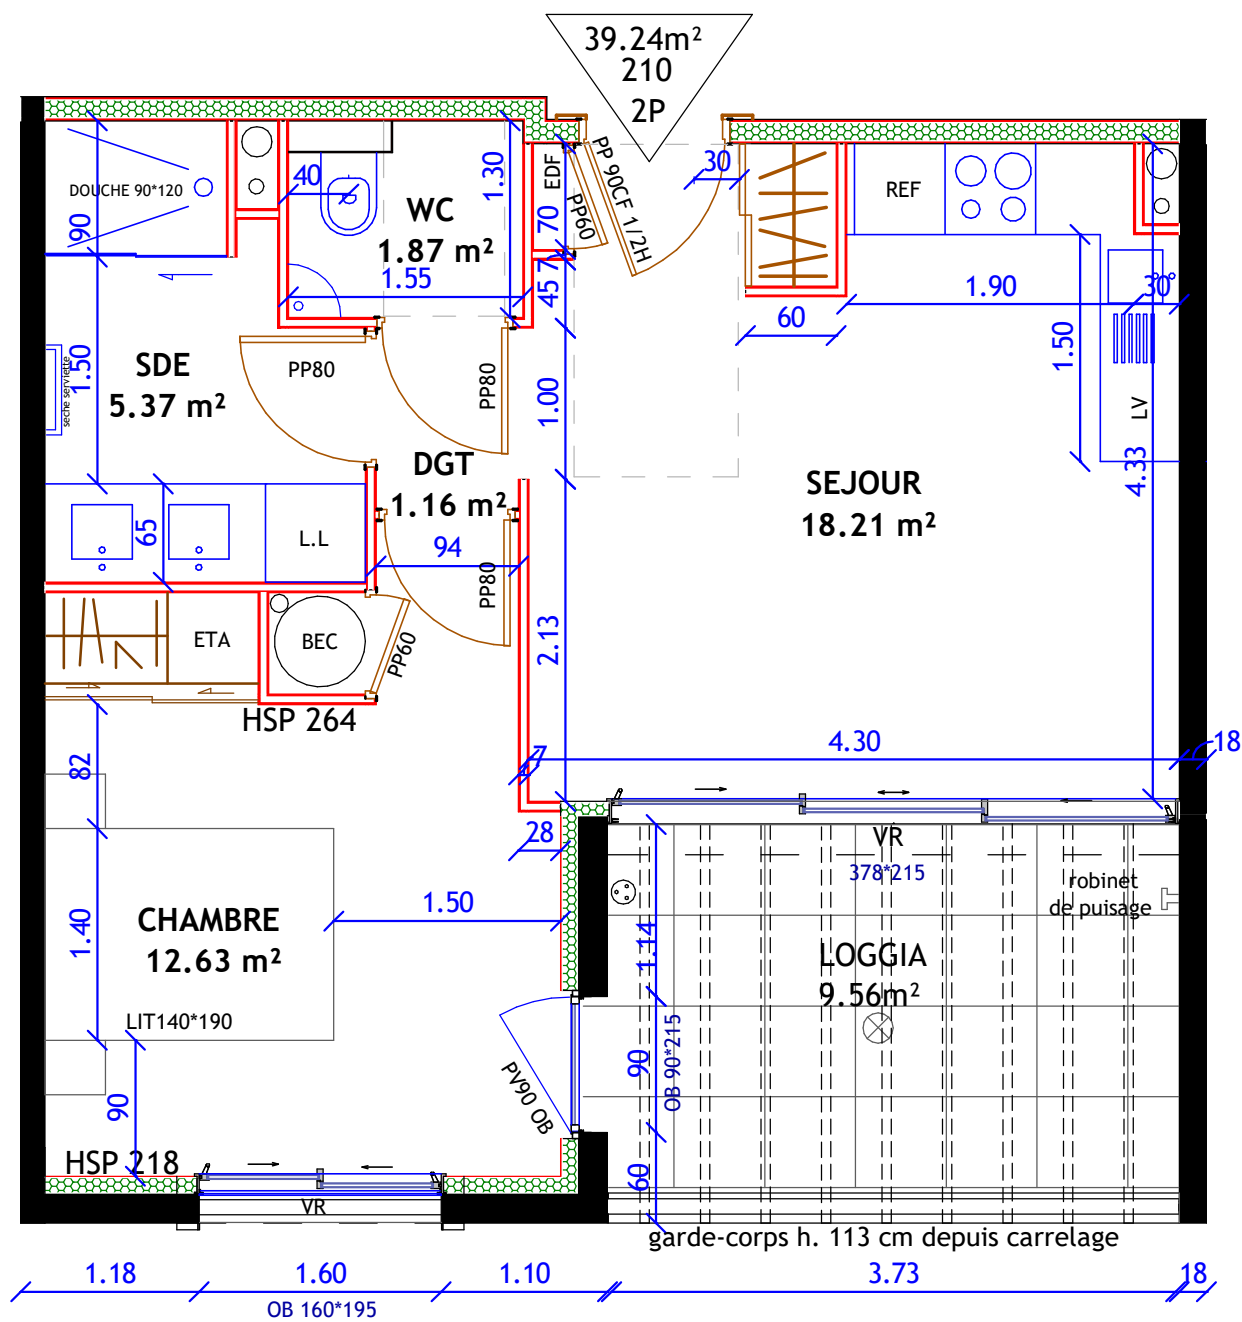 39.24m²
210
2P
DOUCHE 90*120
90
40
WC
1.87 m²
1.30
1.55
EDF
70
PP60
PP 90CF 1/2H
30
7
45
60
REF
1.90
30
1.50
LV
4.33
SDE
5.37 m²
1.50
seche serviette
PP80
PP80
1.00
DGT
1.16 m²
SEJOUR
18.21 m²
65
L.L
94
PP80
2.13
ETA
BEC
PP60
HSP 264
82
7
4.30
18
28
VR
378*215
robinet
de puisage
CHAMBRE
12.63 m²
1.50
1.40
LIT140*190
1.14
LOGGIA
9.56m²
90
OB 90*215
PV90 OB
90
60
HSP 218
VR
garde-corps h. 113 cm depuis carrelage
1.18
1.60
1.10
3.73
18
OB 160*195